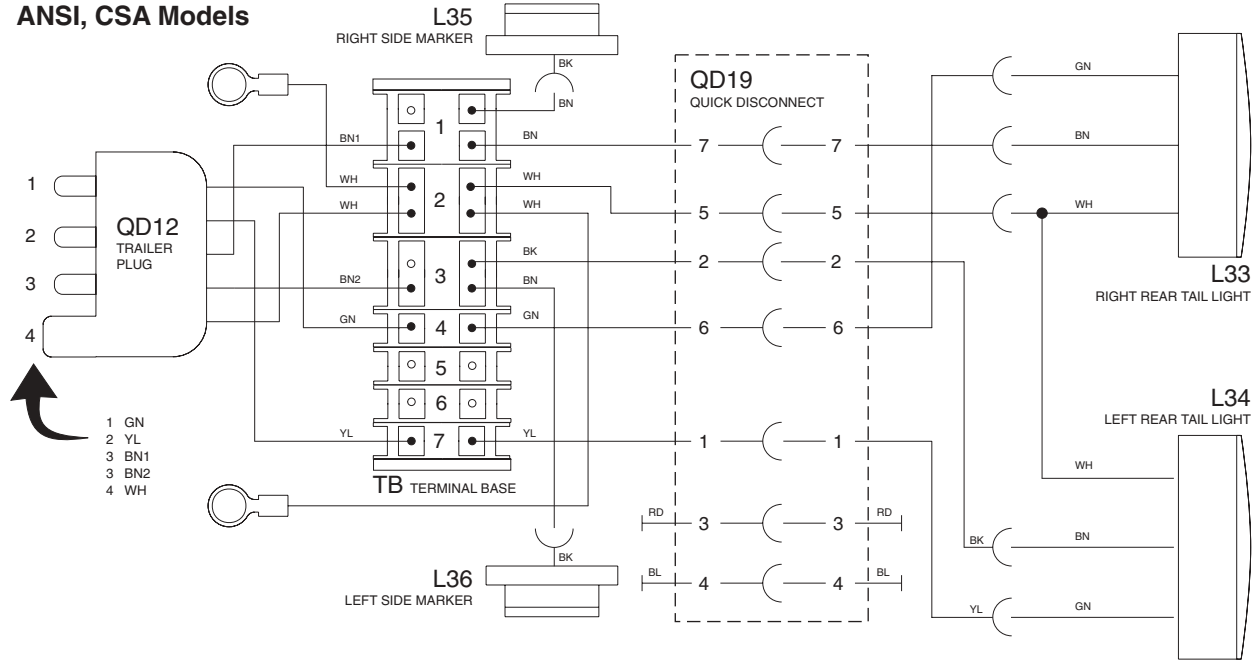 ANSI, CSA Models
L35
RIGHT SIDE MARKER
BK
BN
QD19
QUICK DISCONNECT
GN
BN1
1
BN
7
7
BN
1
2
3
4
QD12
TRAILER
PLUG
WH
WH
2
WH
WH
5
5
WH
BN2
3
BK
BN
2
2
GN
4
GN
6
6
5
6
YL
7
YL
1
1
TB TERMINAL BASE
1 GN
2 YL
3 BN1
3 BN2
4 WH
RD
3
3
RD
BL
4
4
BL
BK
L36
LEFT SIDE MARKER
L33
RIGHT REAR TAIL LIGHT
L34
LEFT REAR TAIL LIGHT
WH
BK
BN
YL
GN